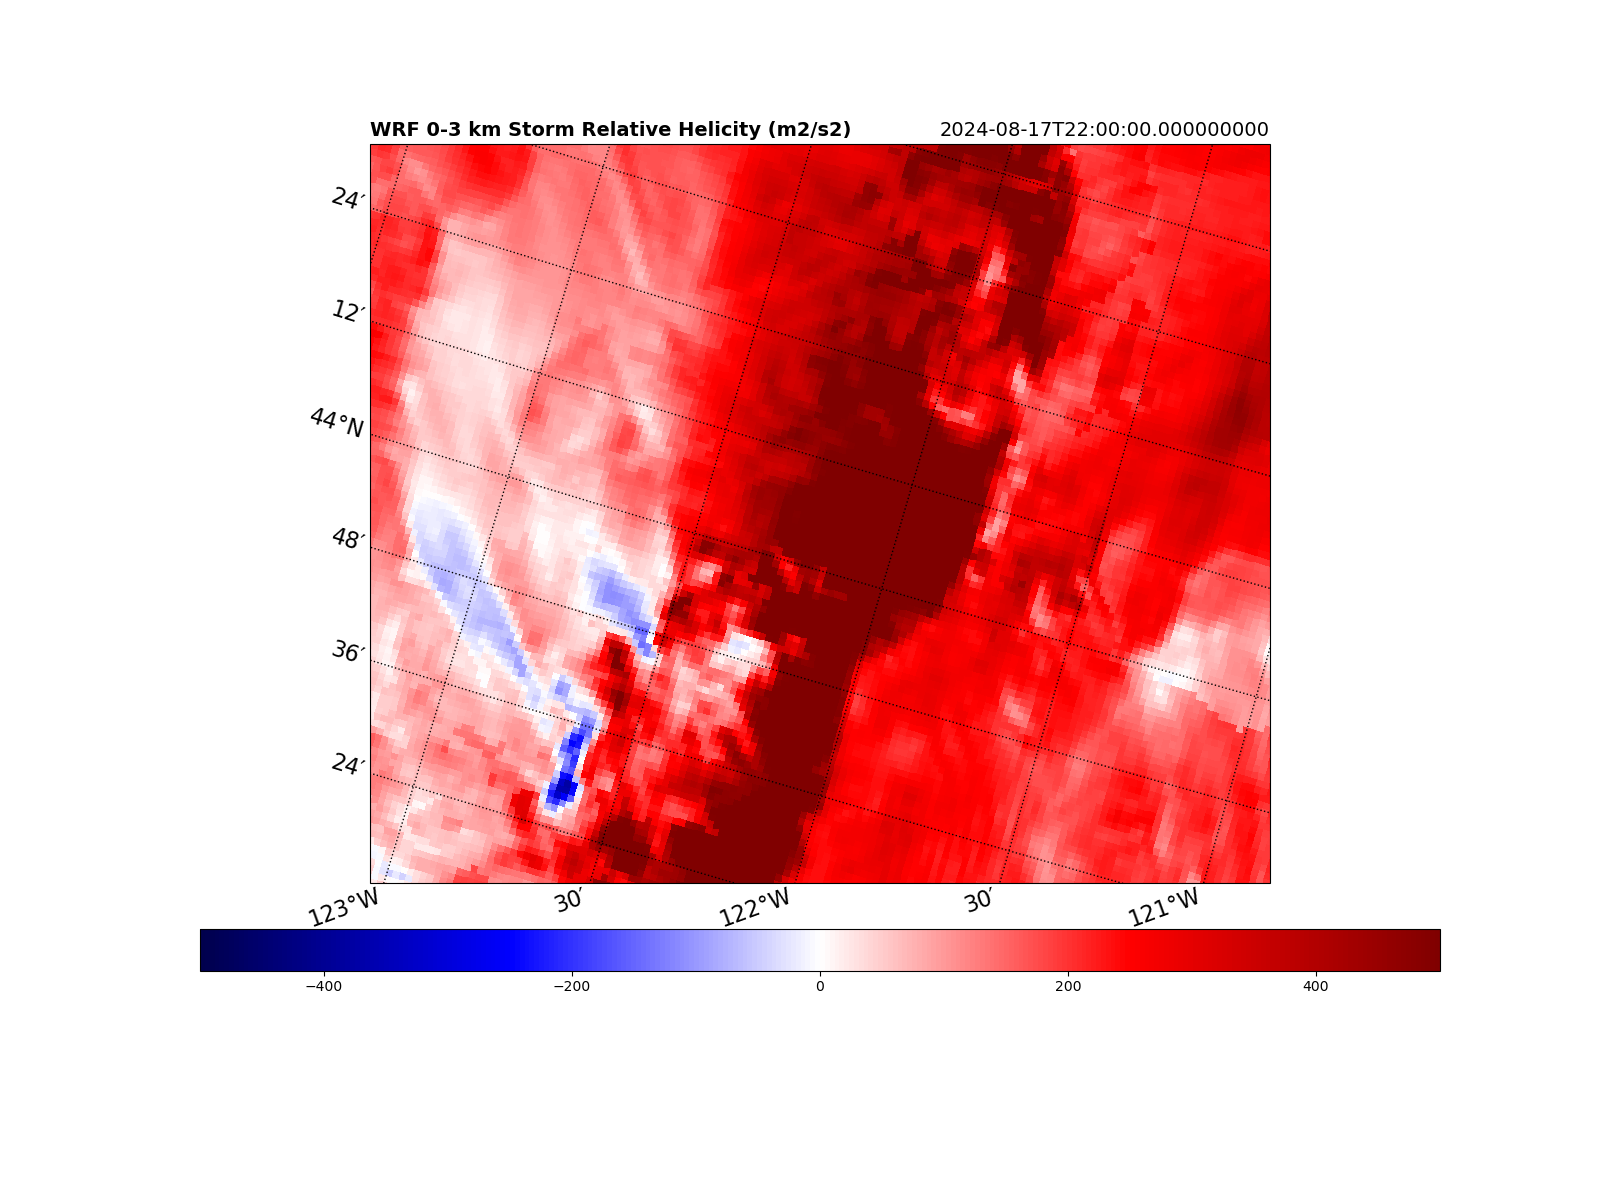 WRF 0-3 km Storm Relative Helicity (m2/s2) 2024-08-17T22:00:00.000000000
24′
12′
44°N
48′
36′
24′
123°W 30′ 122°W 30′ 121°W
−400 −200 0 200 400